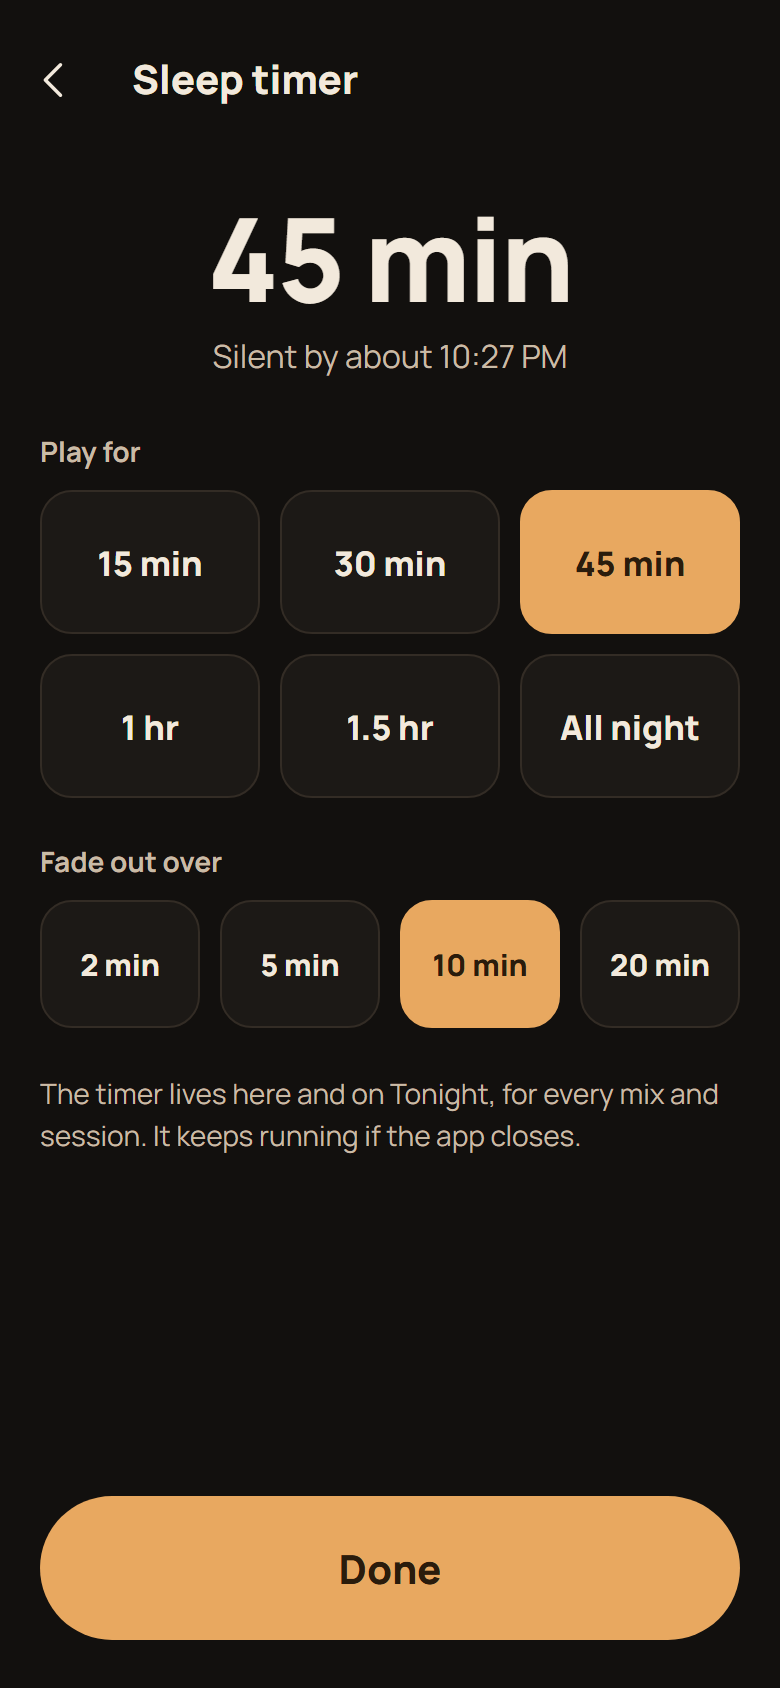 Sleep timer
45 min
Silent by about 10:27 PM
Play for
15 min
30 min
45 min
1 hr
1.5 hr
All night
Fade out over
2 min
5 min
10 min
20 min
The timer lives here and on Tonight, for every mix and
session. It keeps running if the app closes.
Done